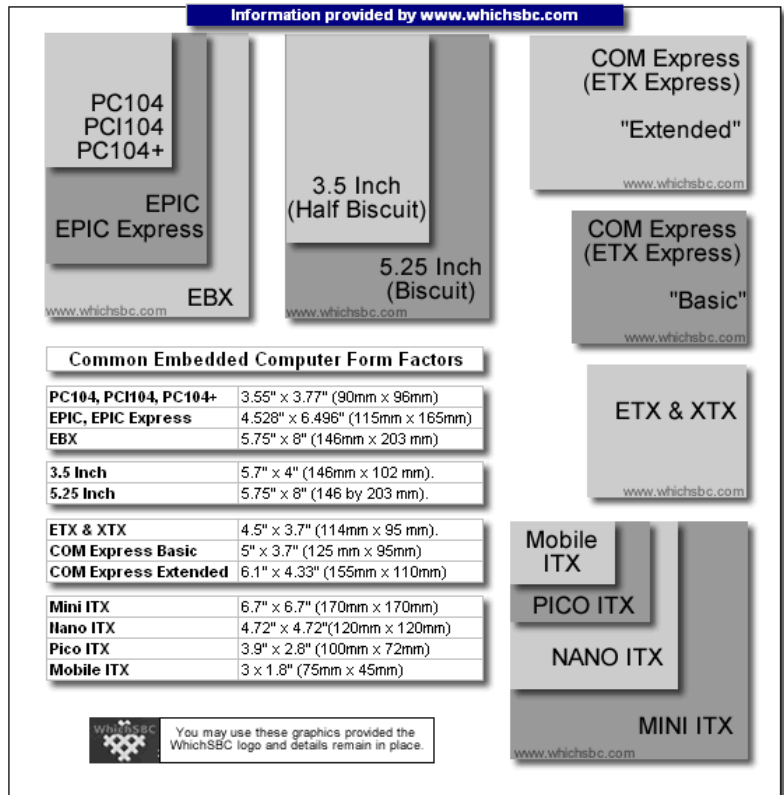 Information provided by www.whichsbc.com
PC104
PCI104
PC104+
EPIC
EPIC Express
EBX
www.whichsbc.com
3.5 Inch
(Half Biscuit)
5.25 Inch
(Biscuit)
www.whichsbc.com
COM Express
(ETX Express)
"Extended"
www.whichsbc.com
COM Express
(ETX Express)
"Basic"
www.whichsbc.com
ETX & XTX
www.whichsbc.com
Common Embedded Computer Form Factors
PC104, PCI104, PC104+ 3.55" x 3.77" (90mm x 96mm)
EPIC, EPIC Express 4.528" x 6.496" (115mm x 165mm)
EBX 5.75" x 8" (146mm x 203 mm)
3.5 Inch 5.7" x 4" (146mm x 102 mm).
5.25 Inch 5.75" x 8" (146 by 203 mm).
ETX & XTX 4.5" x 3.7" (114mm x 95 mm).
COM Express Basic 5" x 3.7" (125 mm x 95mm)
COM Express Extended 6.1" x 4.33" (155mm x 110mm)
Mini ITX 6.7" x 6.7" (170mm x 170mm)
Nano ITX 4.72" x 4.72"(120mm x 120mm)
Pico ITX 3.9" x 2.8" (100mm x 72mm)
Mobile ITX 3 x 1.8" (75mm x 45mm)
Mobile
ITX
PICO ITX
NANO ITX
MINI ITX
www.whichsbc.com
WhichSBC
You may use these graphics provided the
WhichSBC logo and details remain in place.